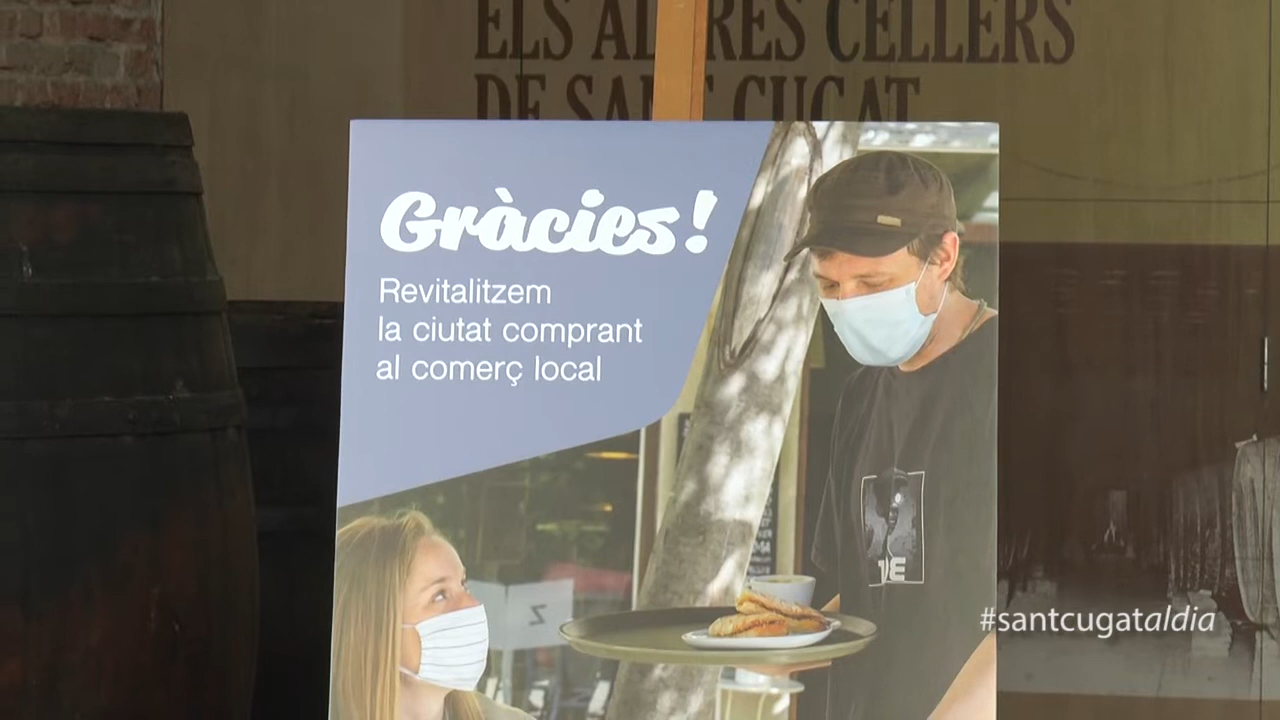 ELS ALTRES CELLERS
DE SANT CUGAT
Gràcies!
Revitalitzem
la ciutat comprant
al comerç local
#santcugataldia